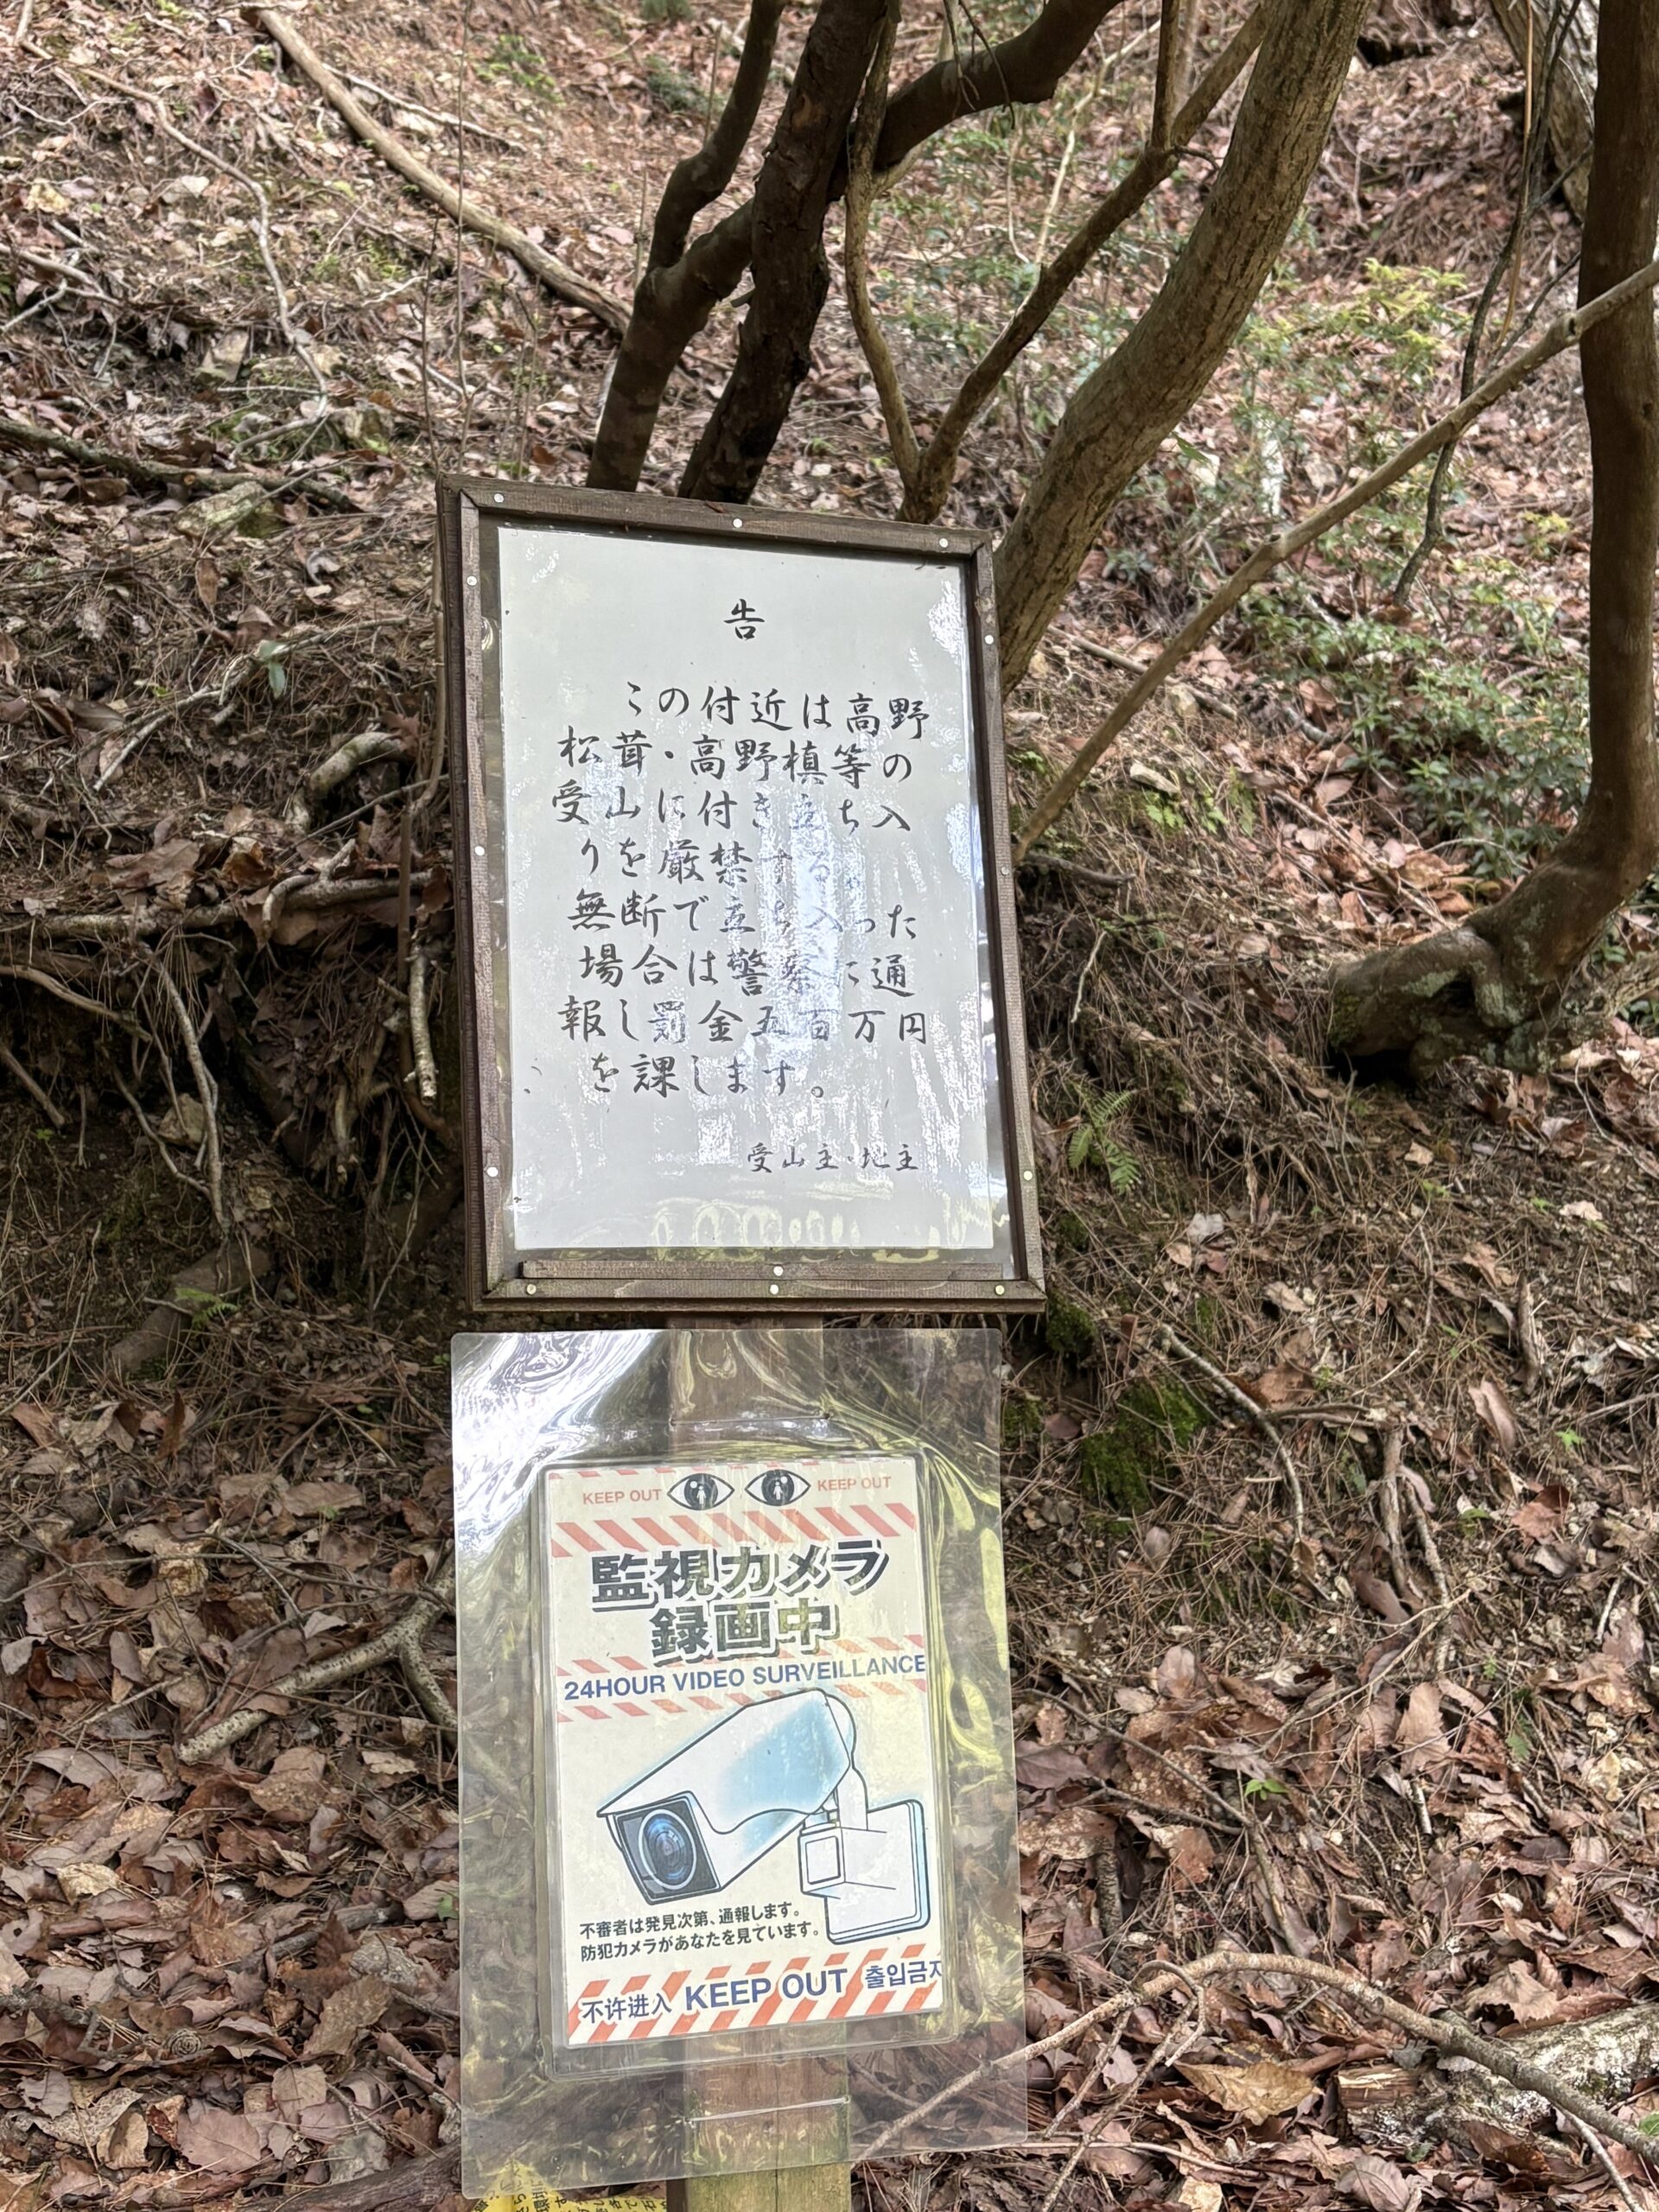 告
この付近は高野
松茸・高野槙等の
受山に付き立ち入
りを厳禁する。
無断で立ち入った
場合は警察に通
報し罰金五百万円
を課します。
受山主・地主
KEEP OUT KEEP OUT
監視カメラ
録画中
24HOUR VIDEO SURVEILLANCE
不審者は発見次第、通報します。
防犯カメラがあなたを見ています。
不许进入 KEEP OUT 출입금지